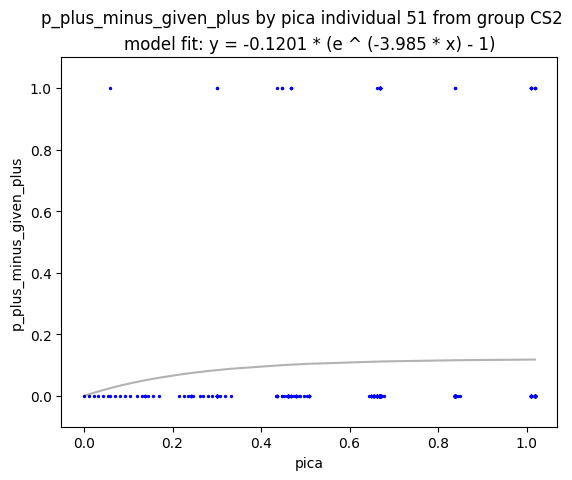 p_plus_minus_given_plus by pica individual 51 from group CS2
model fit: y = -0.1201 * (e ^ (-3.985 * x) - 1)
1.0
0.8
0.6
0.4
0.2
0.0
p_plus_minus_given_plus
0.0 0.2 0.4 0.6 0.8 1.0
pica